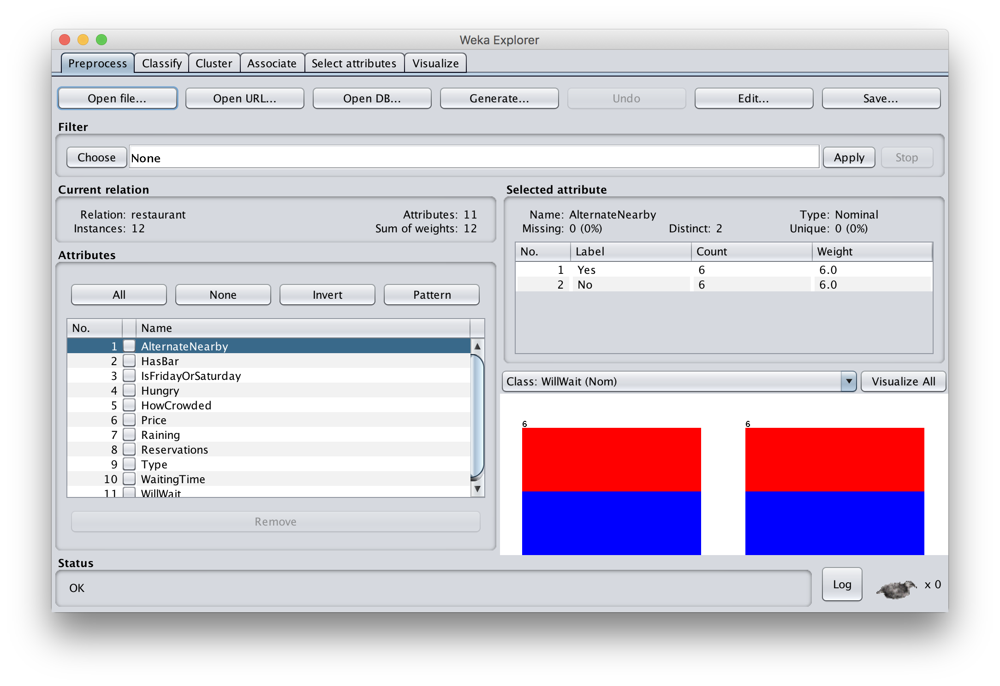 Weka Explorer
Preprocess Classify Cluster Associate Select attributes Visualize
Open file... Open URL... Open DB... Generate... Undo Edit... Save...
Filter
Choose None Apply Stop
Current relation
Relation: restaurant Attributes: 11
Instances: 12 Sum of weights: 12
Attributes
All None Invert Pattern
No. Name
1 AlternateNearby
2 HasBar
3 IsFridayOrSaturday
4 Hungry
5 HowCrowded
6 Price
7 Raining
8 Reservations
9 Type
10 WaitingTime
11 WillWait
Remove
Selected attribute
Name: AlternateNearby Type: Nominal
Missing: 0 (0%) Distinct: 2 Unique: 0 (0%)
No. Label Count Weight
1 Yes 6 6.0
2 No 6 6.0
Class: WillWait (Nom) Visualize All
6 6
Status
OK
Log x 0